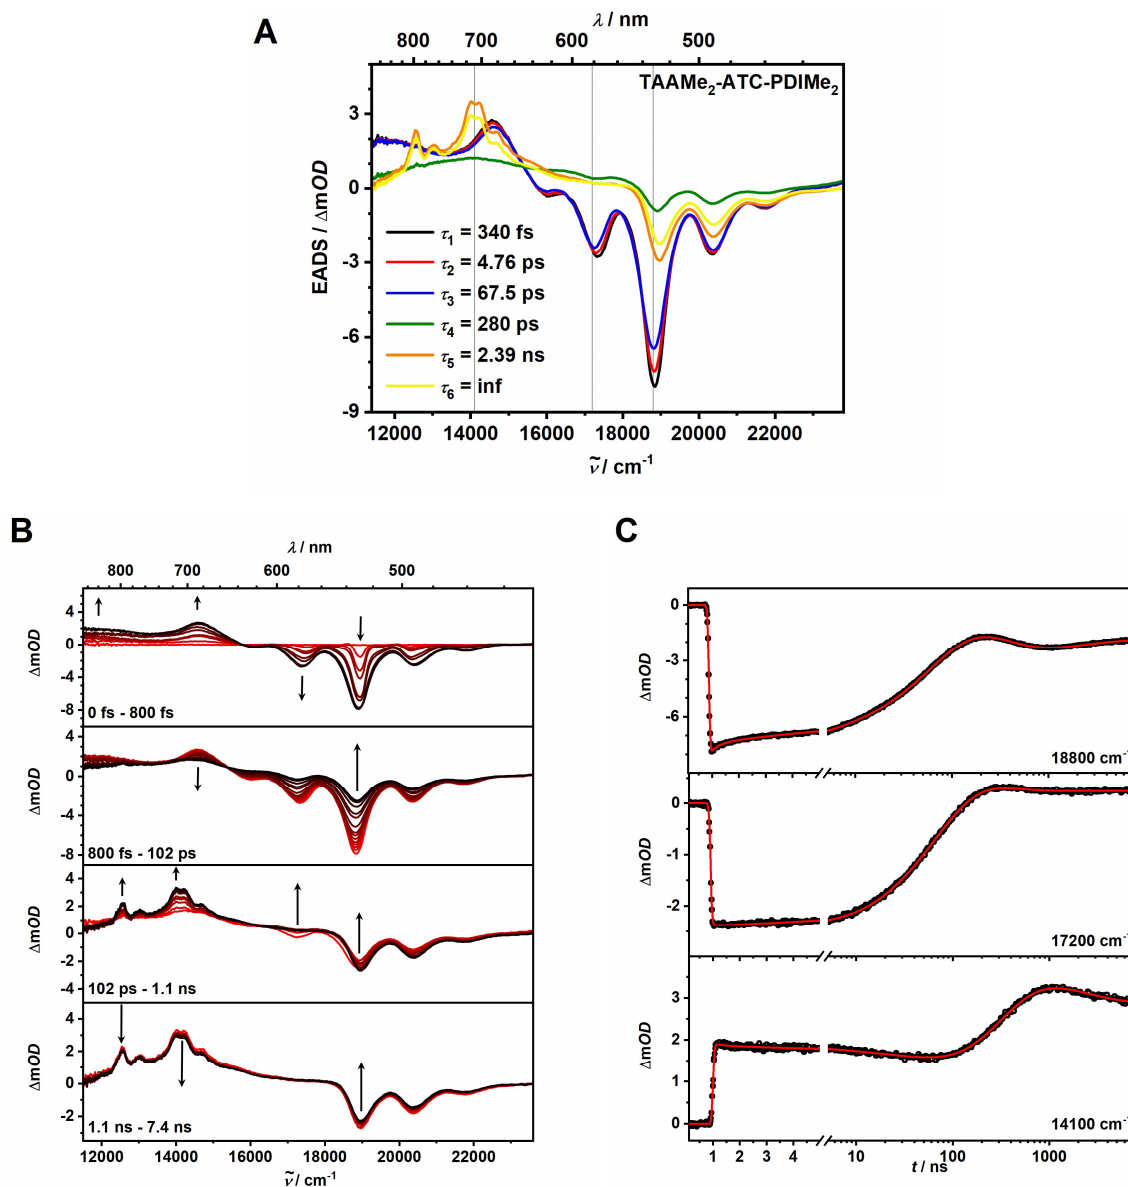 A
λ / nm
800 700 600 500
TAAMe2-ATC-PDIMe2
EADS / ΔmOD
3
0
-3
-6
-9
τ1 = 340 fs
τ2 = 4.76 ps
τ3 = 67.5 ps
τ4 = 280 ps
τ5 = 2.39 ns
τ6 = inf
12000 14000 16000 18000 20000 22000
ν̃ / cm-1
B
λ / nm
800 700 600 500
ΔmOD
4
0
-4
-8
0 fs - 800 fs
ΔmOD
4
0
-4
-8
800 fs - 102 ps
ΔmOD
4
2
0
-2
-4
102 ps - 1.1 ns
ΔmOD
4
2
0
-2
1.1 ns - 7.4 ns
12000 14000 16000 18000 20000 22000
ν̃ / cm-1
C
ΔmOD
0
-3
-6
18800 cm-1
ΔmOD
0
-1
-2
17200 cm-1
ΔmOD
3
2
1
0
14100 cm-1
1 2 3 4 10 100 1000
t / ns